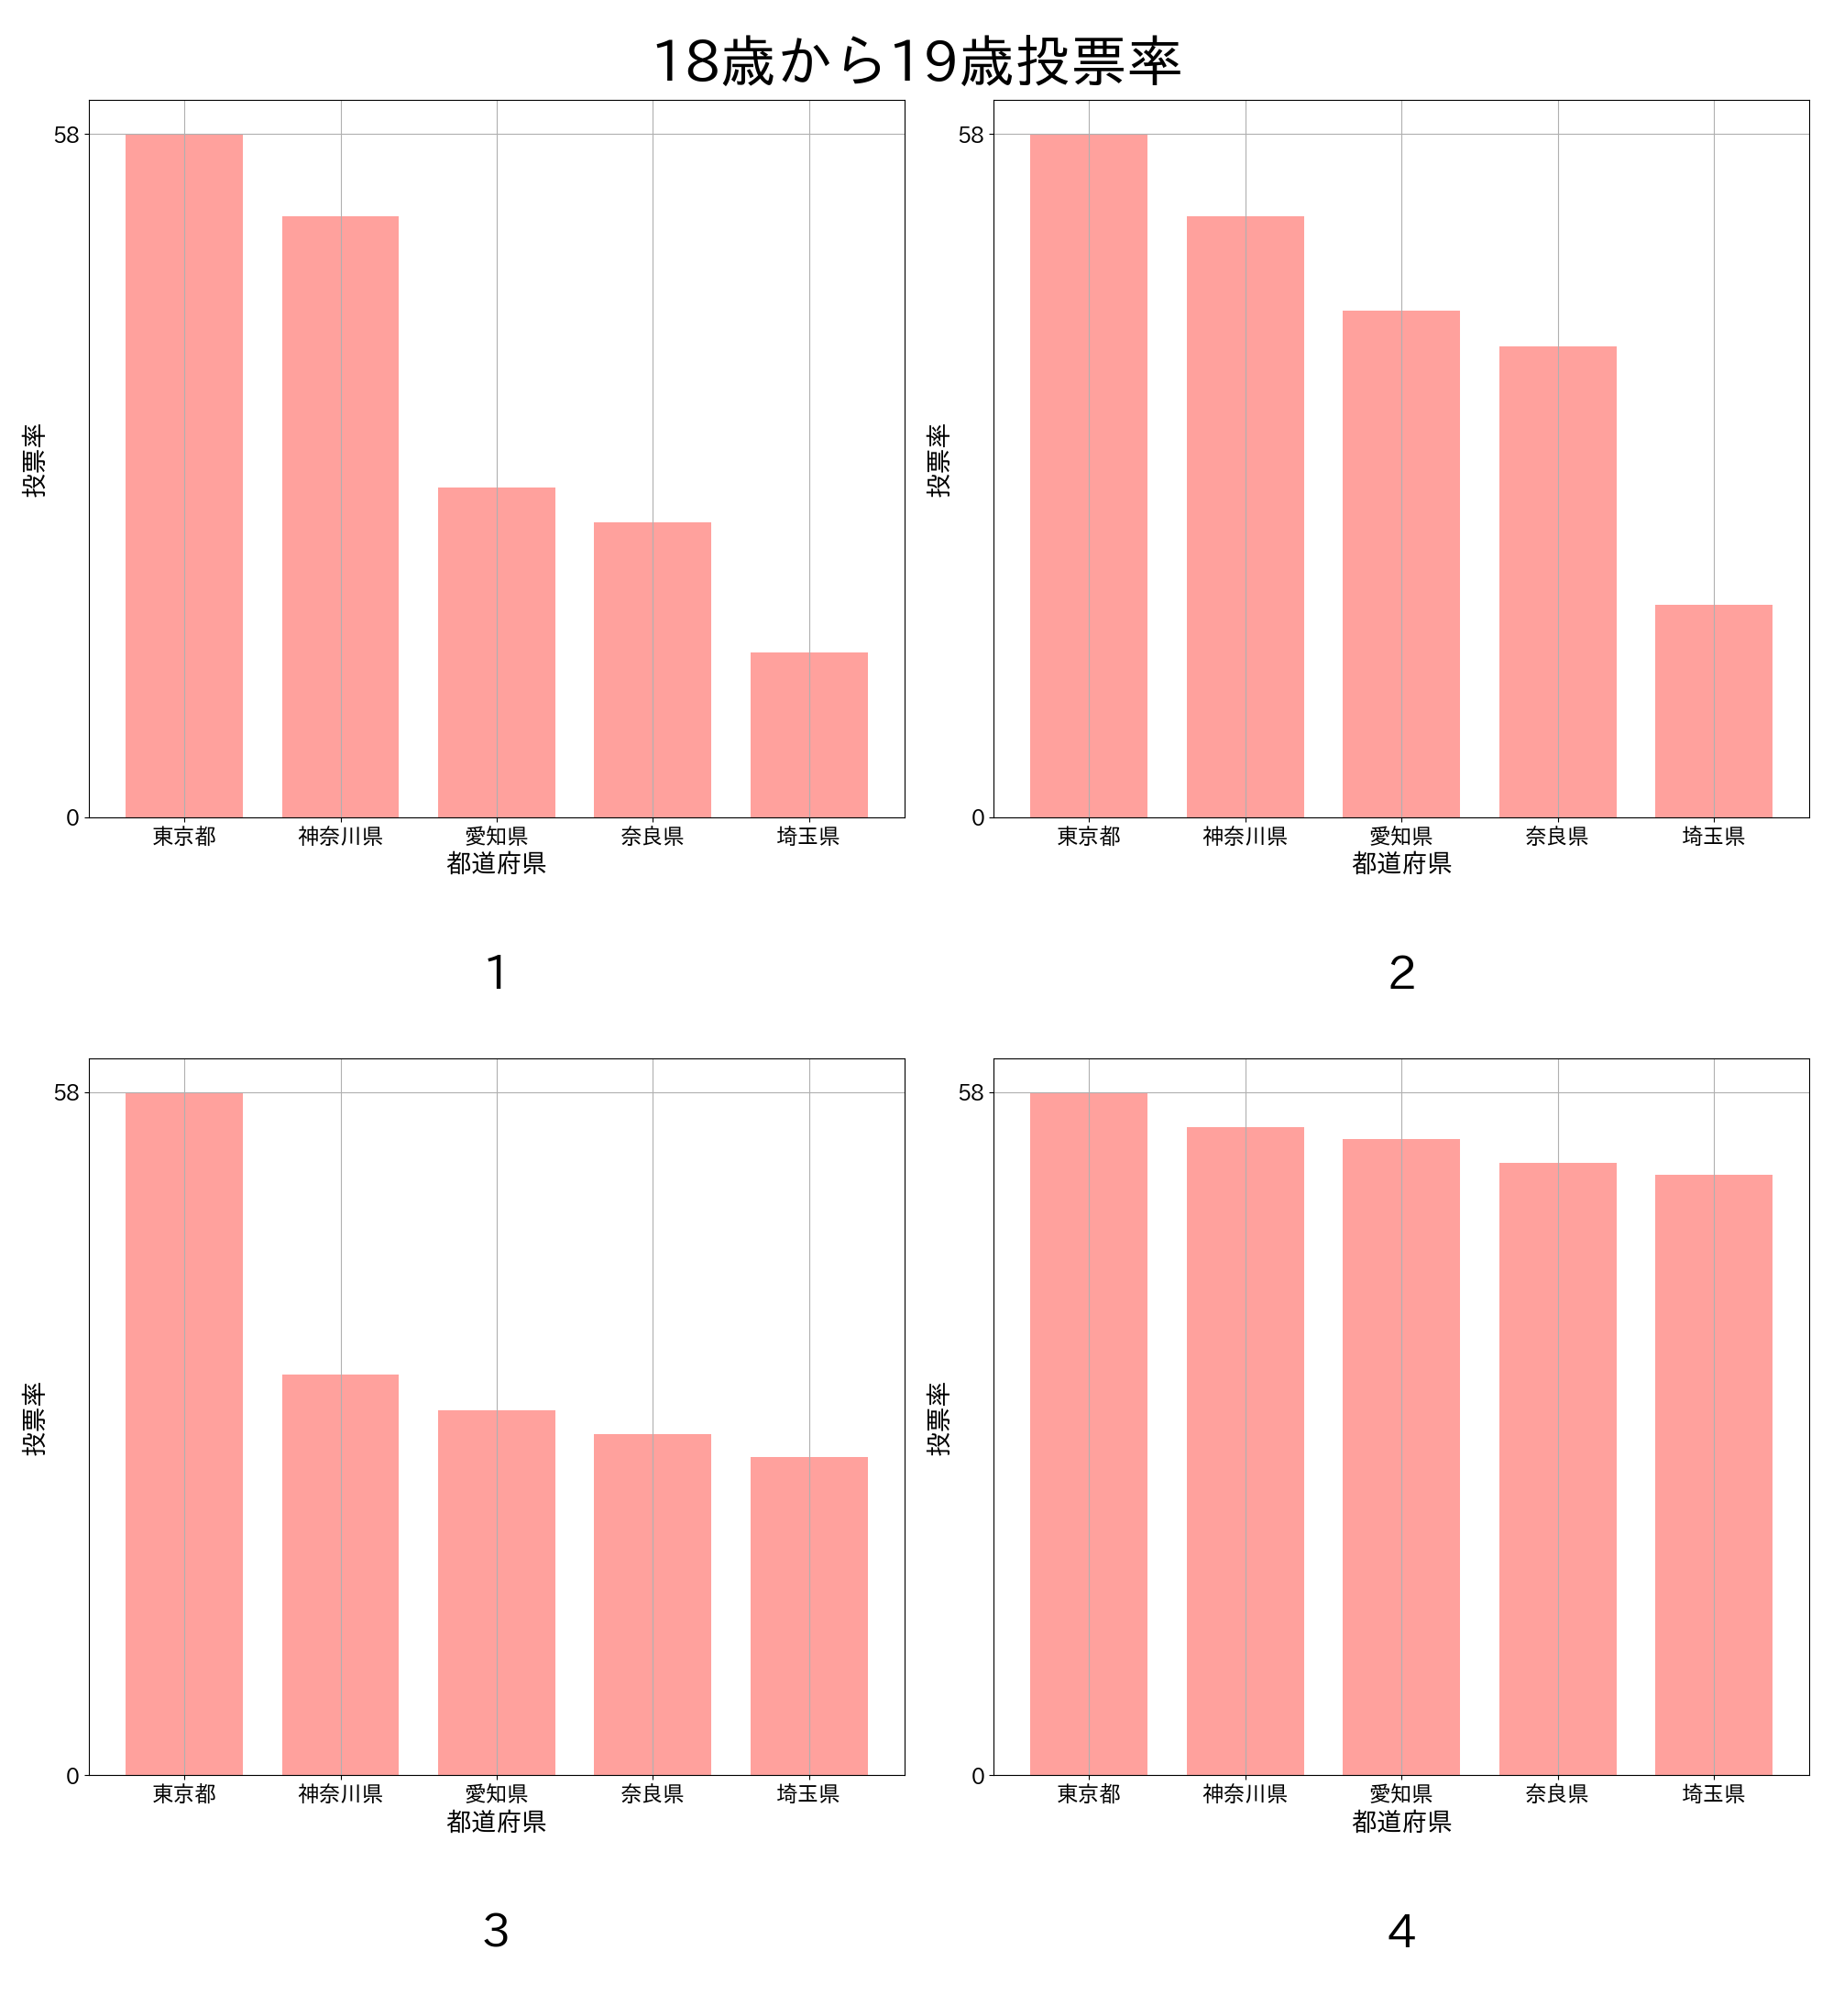 18歳から19歳投票率
58
0
投票率
東京都 神奈川県 愛知県 奈良県 埼玉県
都道府県
1
58
0
投票率
東京都 神奈川県 愛知県 奈良県 埼玉県
都道府県
2
58
0
投票率
東京都 神奈川県 愛知県 奈良県 埼玉県
都道府県
3
58
0
投票率
東京都 神奈川県 愛知県 奈良県 埼玉県
都道府県
4